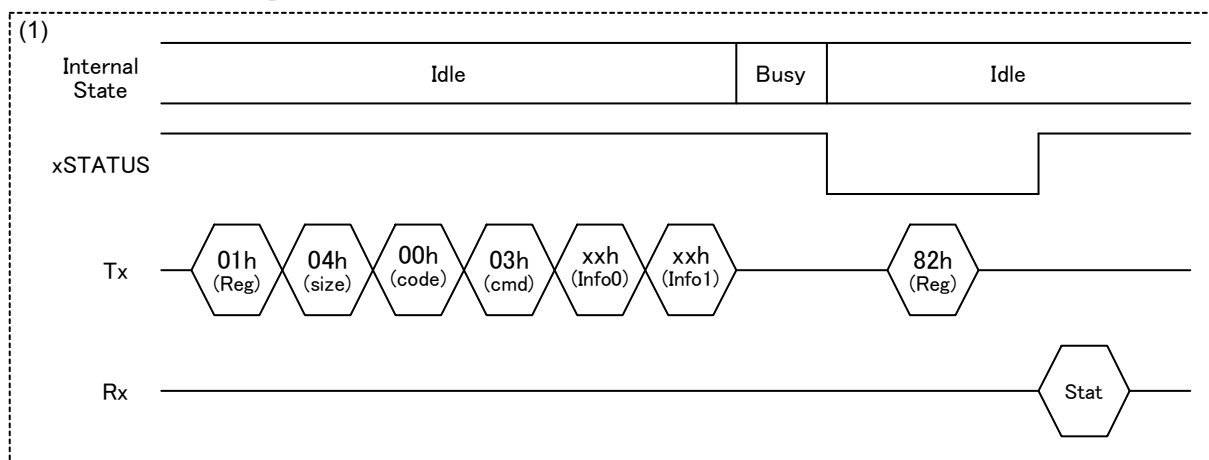 (1)
Internal
State
Idle
Busy
Idle
xSTATUS
Tx
01h
(Reg)
04h
(size)
00h
(code)
03h
(cmd)
xxh
(Info0)
xxh
(Info1)
82h
(Reg)
Rx
Stat